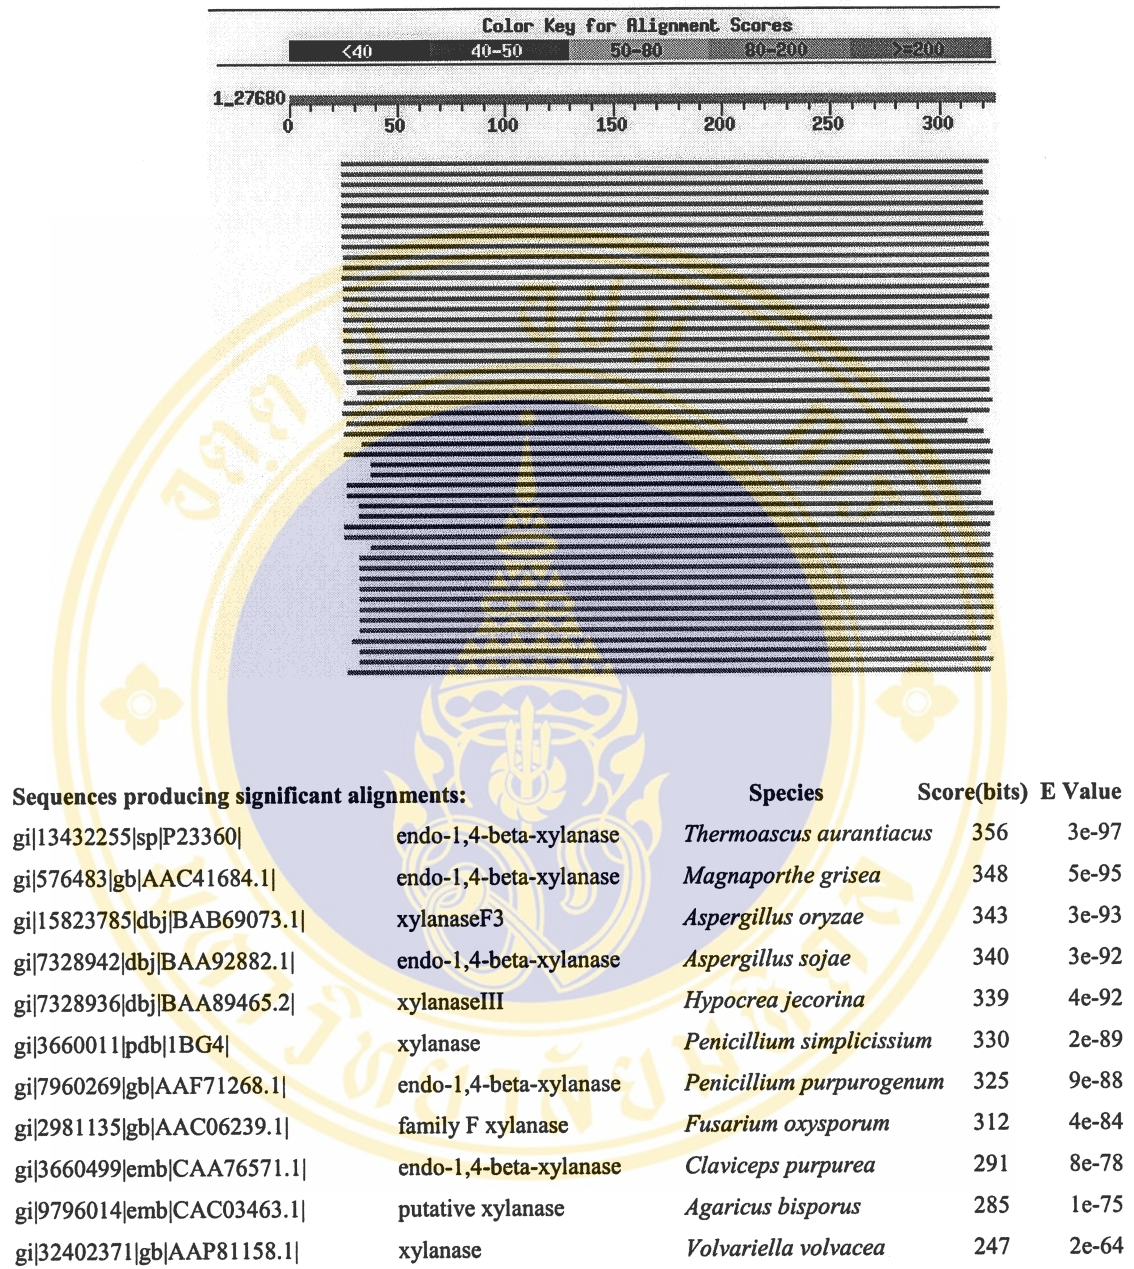 Color Key for Alignment Scores
<40 40-50 50-80 80-200 >=200
1_27680
0 50 100 150 200 250 300
Sequences producing significant alignments: Species Score(bits) E Value
gi|13432255|sp|P23360| endo-1,4-beta-xylanase Thermoascus aurantiacus 356 3e-97
gi|576483|gb|AAC41684.1| endo-1,4-beta-xylanase Magnaporthe grisea 348 5e-95
gi|15823785|dbj|BAB69073.1| xylanaseF3 Aspergillus oryzae 343 3e-93
gi|7328942|dbj|BAA92882.1| endo-1,4-beta-xylanase Aspergillus sojae 340 3e-92
gi|7328936|dbj|BAA89465.2| xylanaseIII Hypocrea jecorina 339 4e-92
gi|3660011|pdb|1BG4| xylanase Penicillium simplicissium 330 2e-89
gi|7960269|gb|AAF71268.1| endo-1,4-beta-xylanase Penicillium purpurogenum 325 9e-88
gi|2981135|gb|AAC06239.1| family F xylanase Fusarium oxysporum 312 4e-84
gi|3660499|emb|CAA76571.1| endo-1,4-beta-xylanase Claviceps purpurea 291 8e-78
gi|9796014|emb|CAC03463.1| putative xylanase Agaricus bisporus 285 1e-75
gi|32402371|gb|AAP81158.1| xylanase Volvariella volvacea 247 2e-64